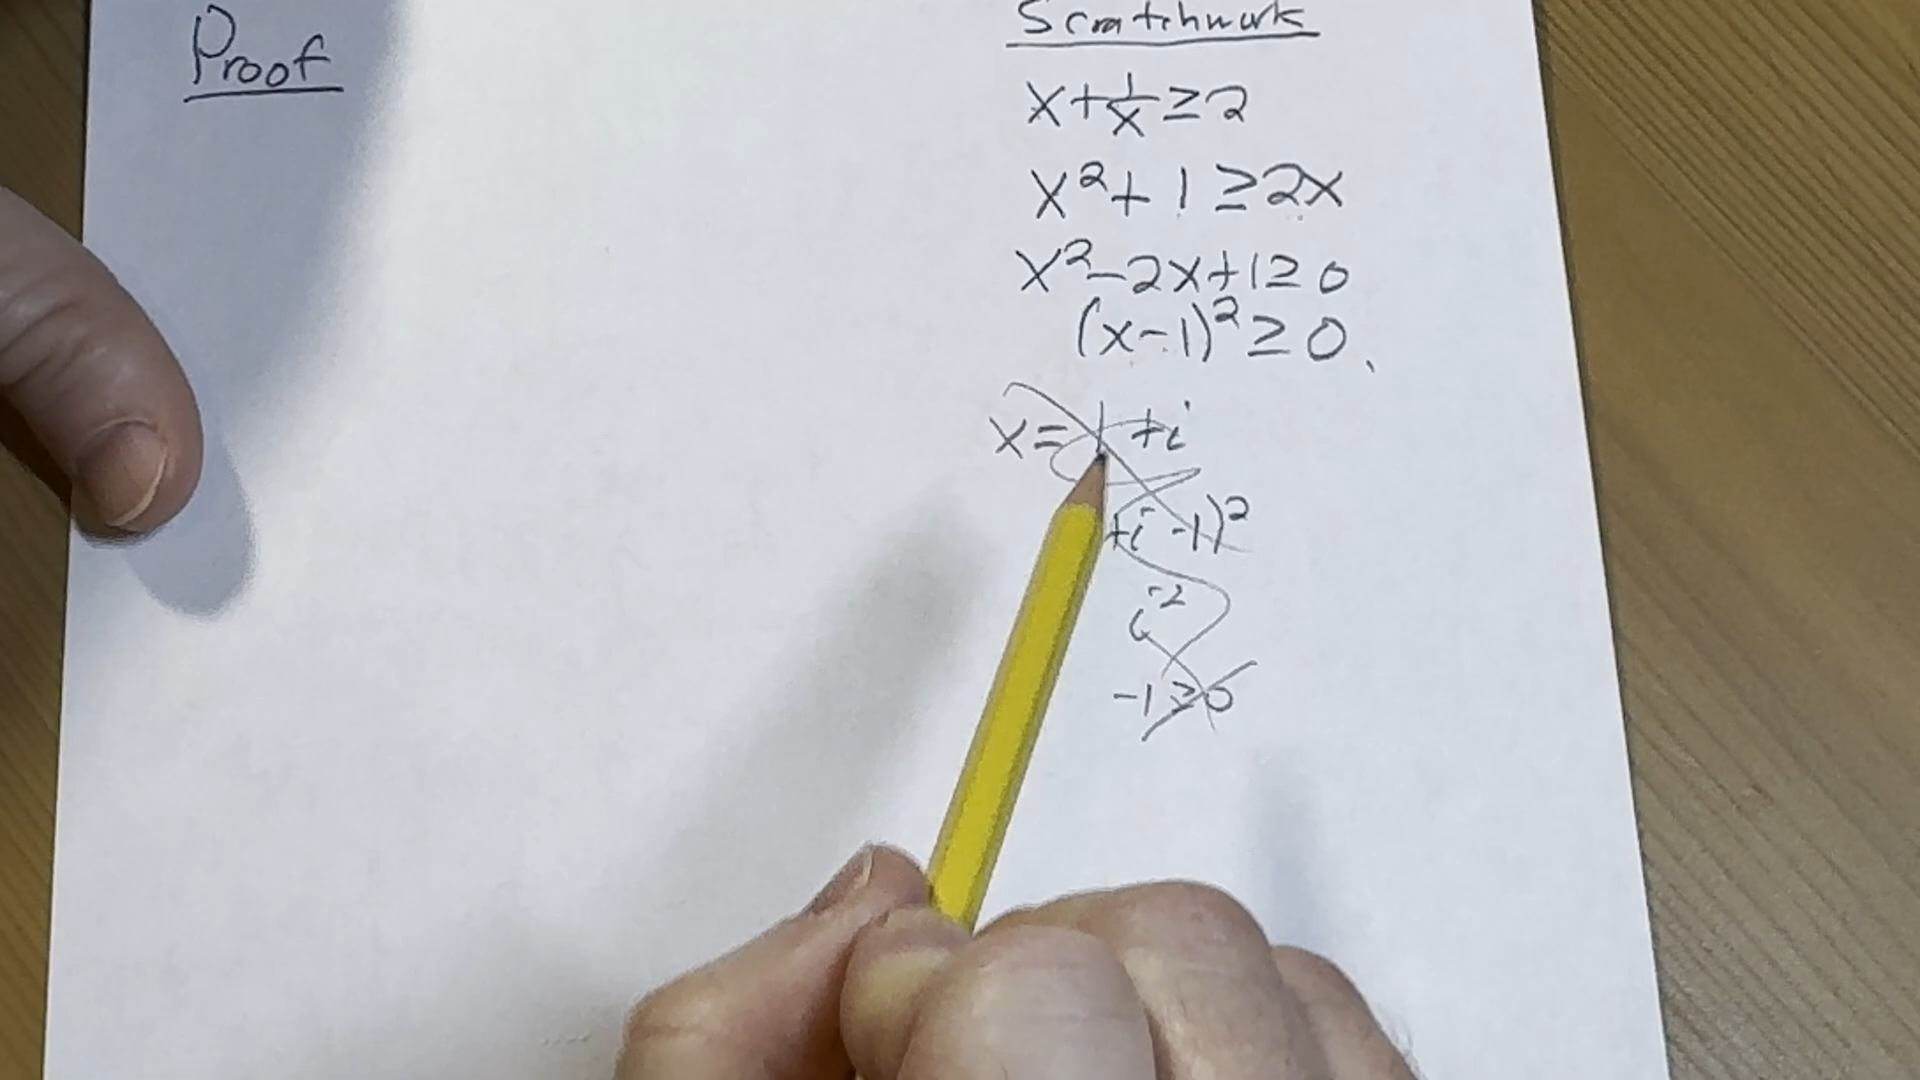 Proof
Scratchwork
x + 1/x ≥ 2
x² + 1 ≥ 2x
x² - 2x + 1 ≥ 0
(x - 1)² ≥ 0.
x = 1 + i
+ i - 1)²
i²
-1 ≥ 0